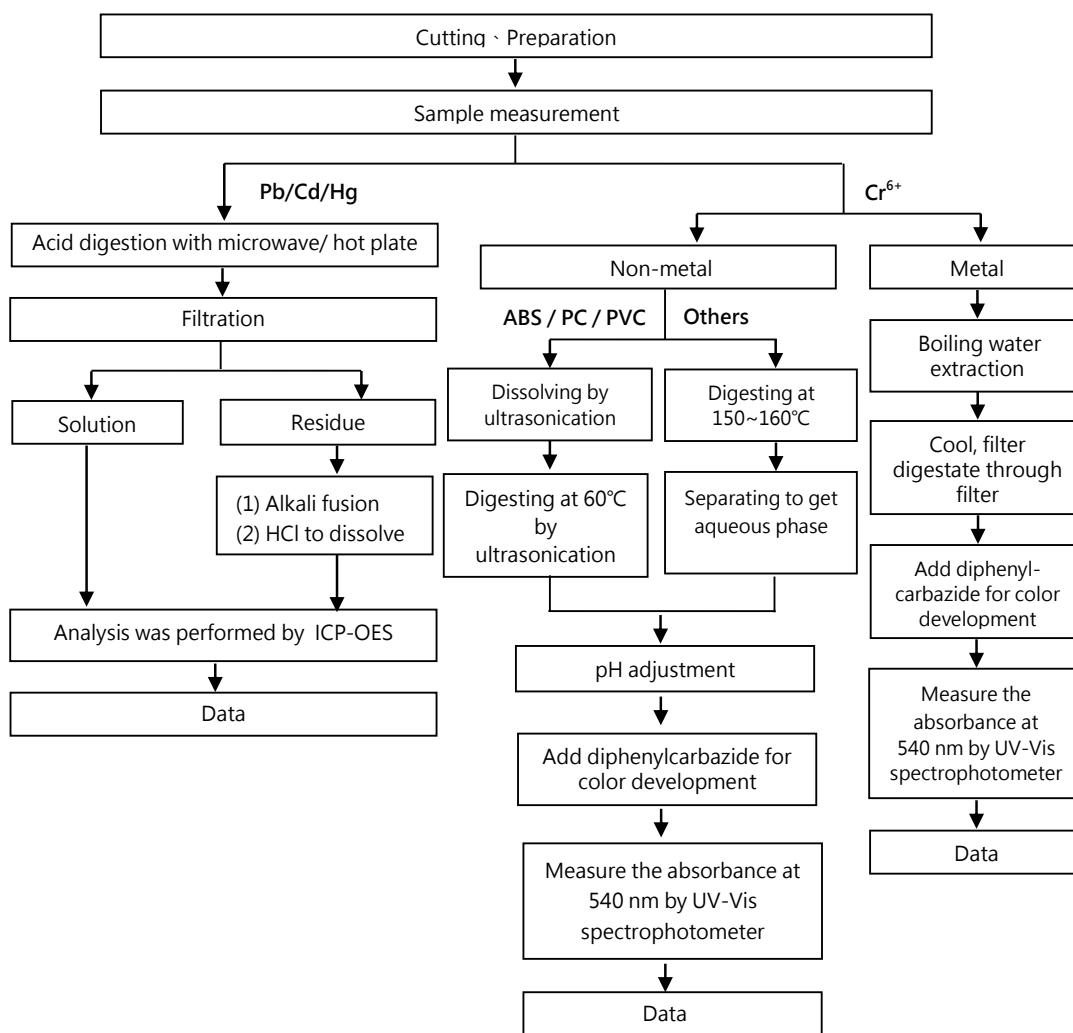 Cutting、Preparation
Sample measurement
Pb/Cd/Hg
Cr⁶⁺
Acid digestion with microwave/ hot plate
Filtration
Solution
Residue
(1) Alkali fusion
(2) HCl to dissolve
Analysis was performed by ICP-OES
Data
Non-metal
ABS / PC / PVC
Others
Dissolving by
ultrasonication
Digesting at 60℃
by
ultrasonication
Digesting at
150~160℃
Separating to get
aqueous phase
pH adjustment
Add diphenylcarbazide for
color development
Measure the absorbance at
540 nm by UV-Vis
spectrophotometer
Data
Metal
Boiling water
extraction
Cool, filter
digestate through
filter
Add diphenyl-
carbazide for color
development
Measure the
absorbance at
540 nm by UV-Vis
spectrophotometer
Data